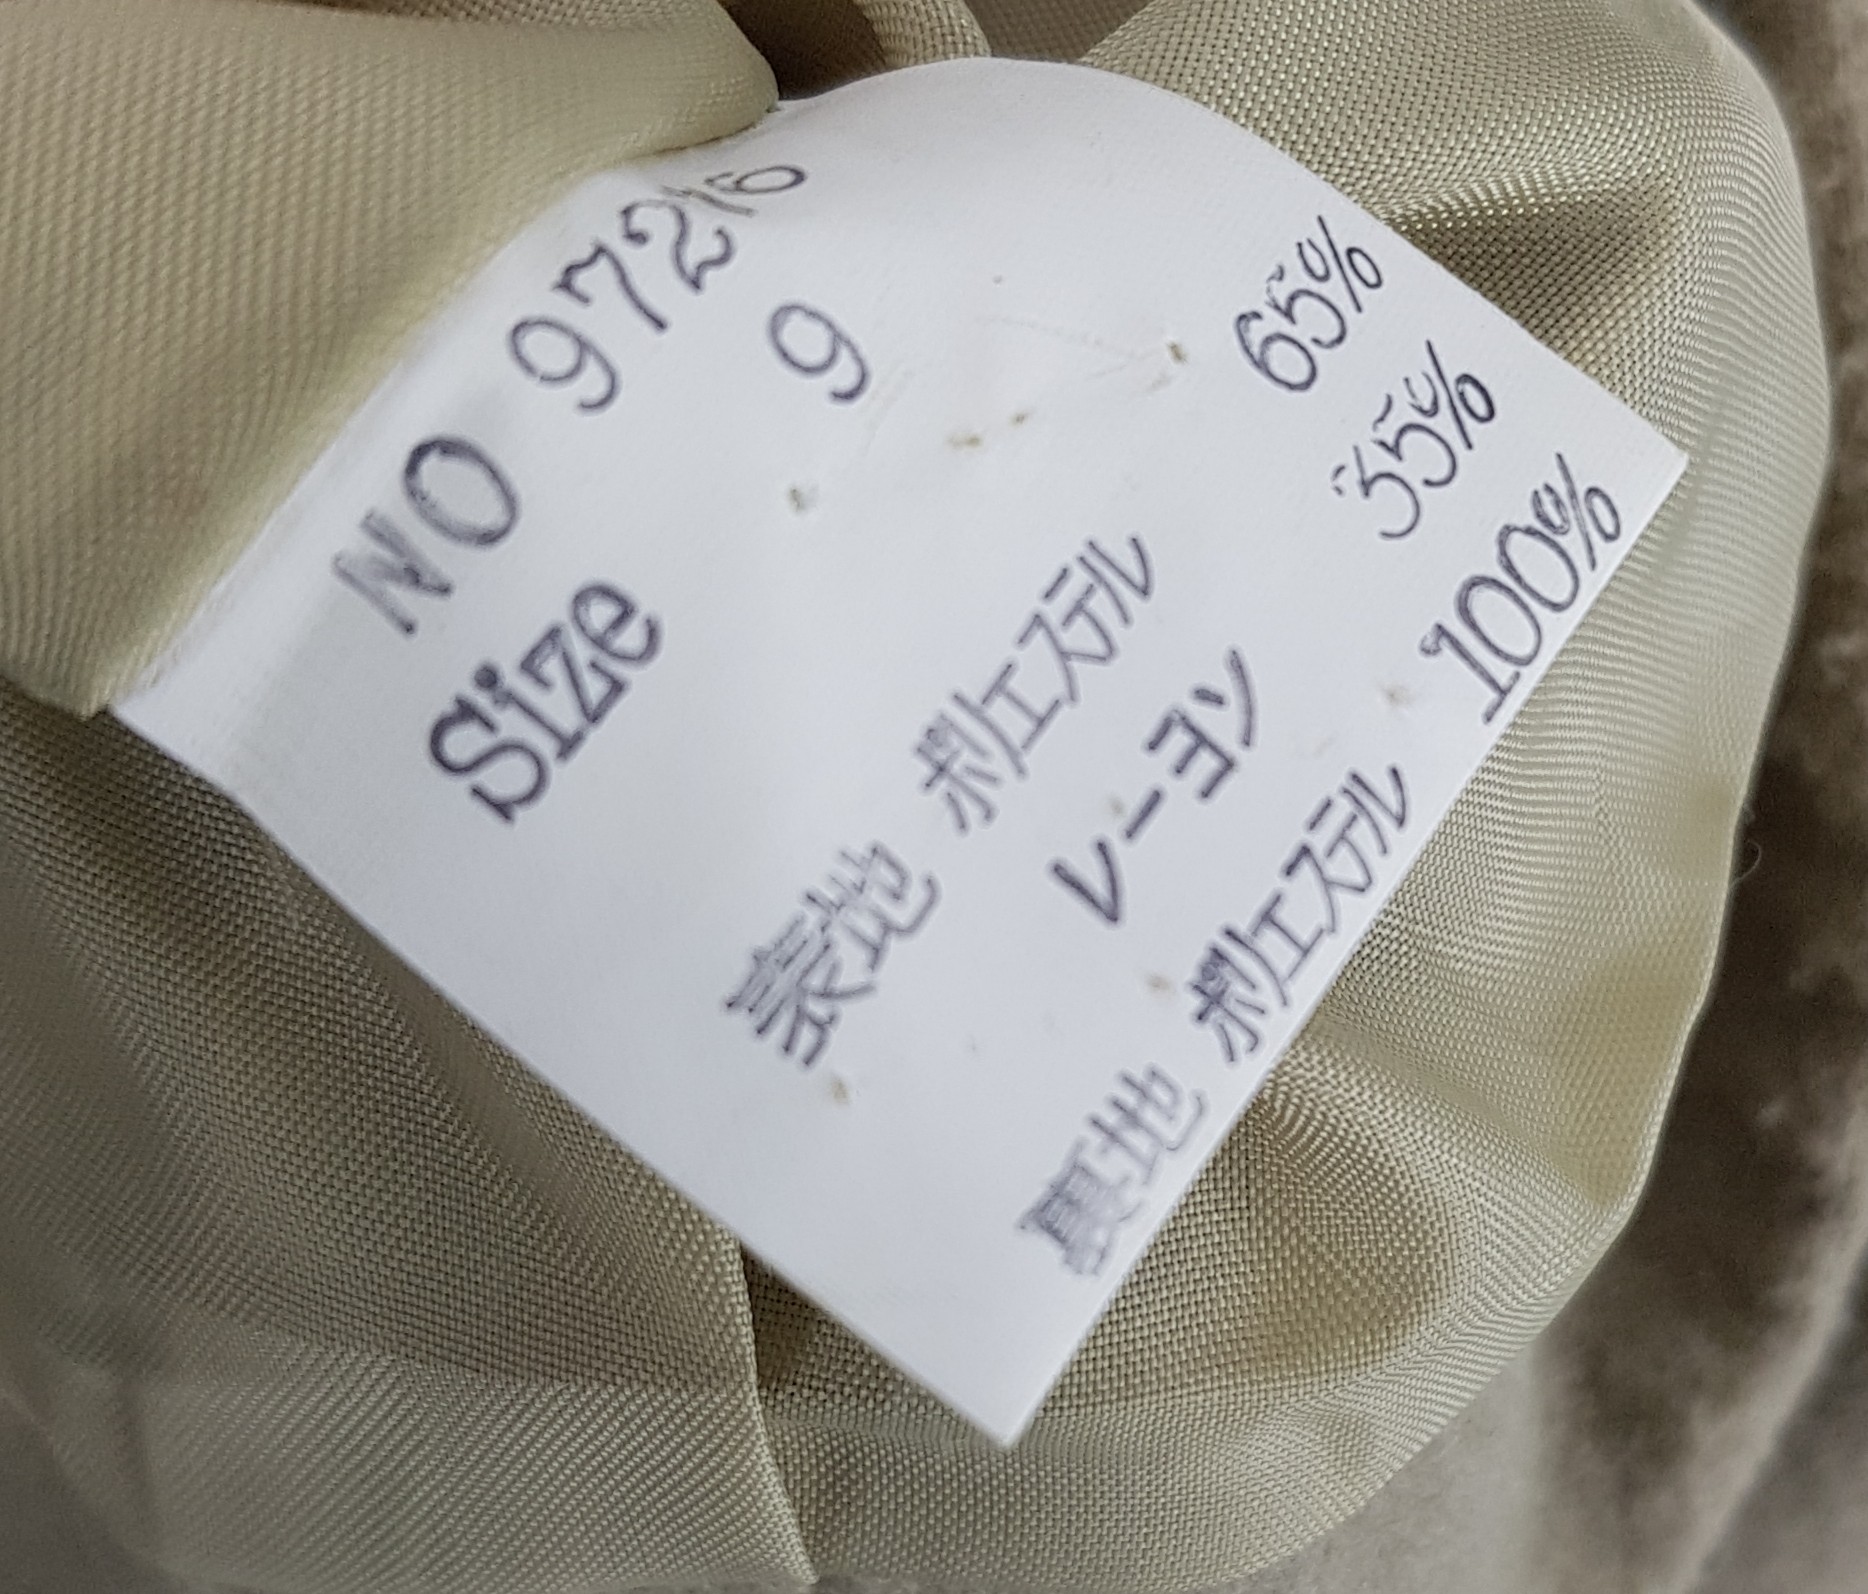 NO 97216
Size 9
表地 ポリエステル 65%
レーヨン 35%
裏地 ポリエステル 100%